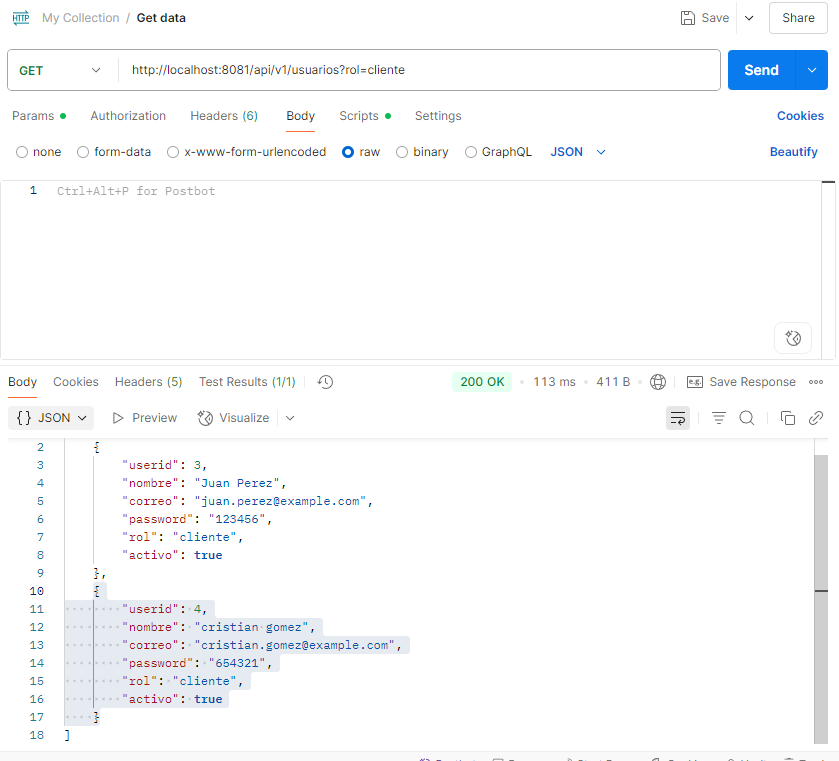 HTTP My Collection / Get data Save Share
GET http://localhost:8081/api/v1/usuarios?rol=cliente Send
Params Authorization Headers (6) Body Scripts Settings Cookies
none form-data x-www-form-urlencoded raw binary GraphQL JSON Beautify
1 Ctrl+Alt+P for Postbot
Body Cookies Headers (5) Test Results (1/1) 200 OK 113 ms 411 B e.g. Save Response
{} JSON Preview Visualize
2 {
3 "userid": 3,
4 "nombre": "Juan Perez",
5 "correo": "juan.perez@example.com",
6 "password": "123456",
7 "rol": "cliente",
8 "activo": true
9 },
10 {
11 "userid": 4,
12 "nombre": "cristian gomez",
13 "correo": "cristian.gomez@example.com",
14 "password": "654321",
15 "rol": "cliente",
16 "activo": true
17 }
18 ]